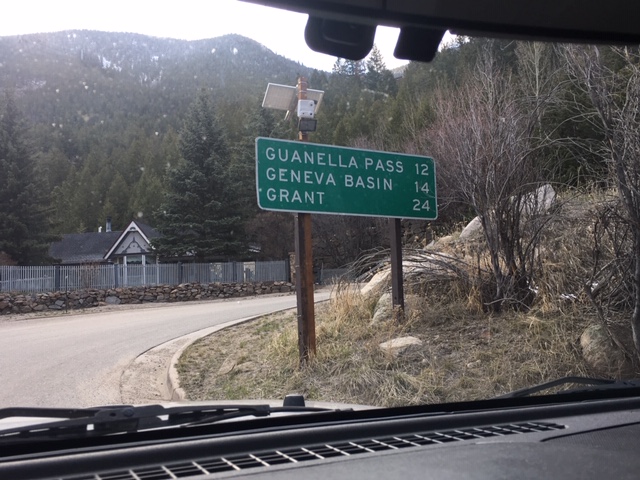 GUANELLA PASS 12
GENEVA BASIN 14
GRANT 24